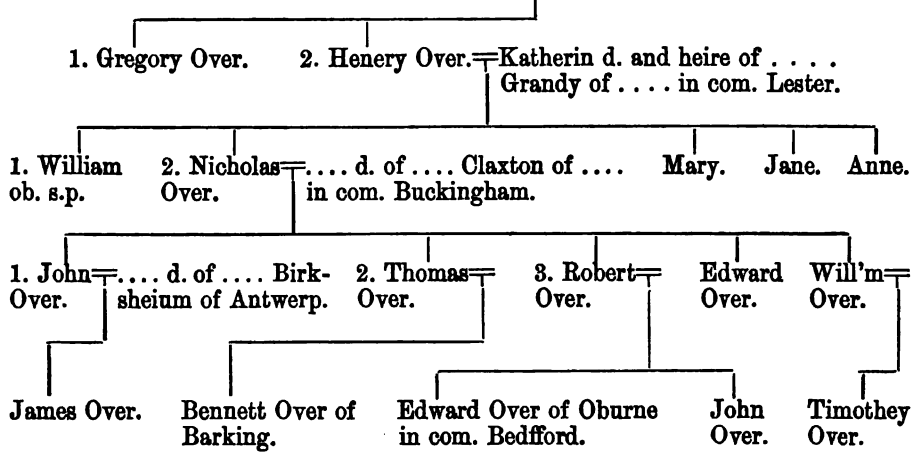 1. Gregory Over. 2. Henery Over.=Katherin d. and heire of . . . .
Grandy of . . . . in com. Lester.
1. William 2. Nicholas=. . . . d. of . . . . Claxton of . . . . Mary. Jane. Anne.
ob. s.p. Over. in com. Buckingham.
1. John=. . . . d. of . . . . Birk- 2. Thomas= 3. Robert= Edward Will'm=
Over. sheium of Antwerp. Over. Over. Over. Over.
James Over. Bennett Over of Edward Over of Oburne John Timothey
Barking. in com. Bedfford. Over. Over.